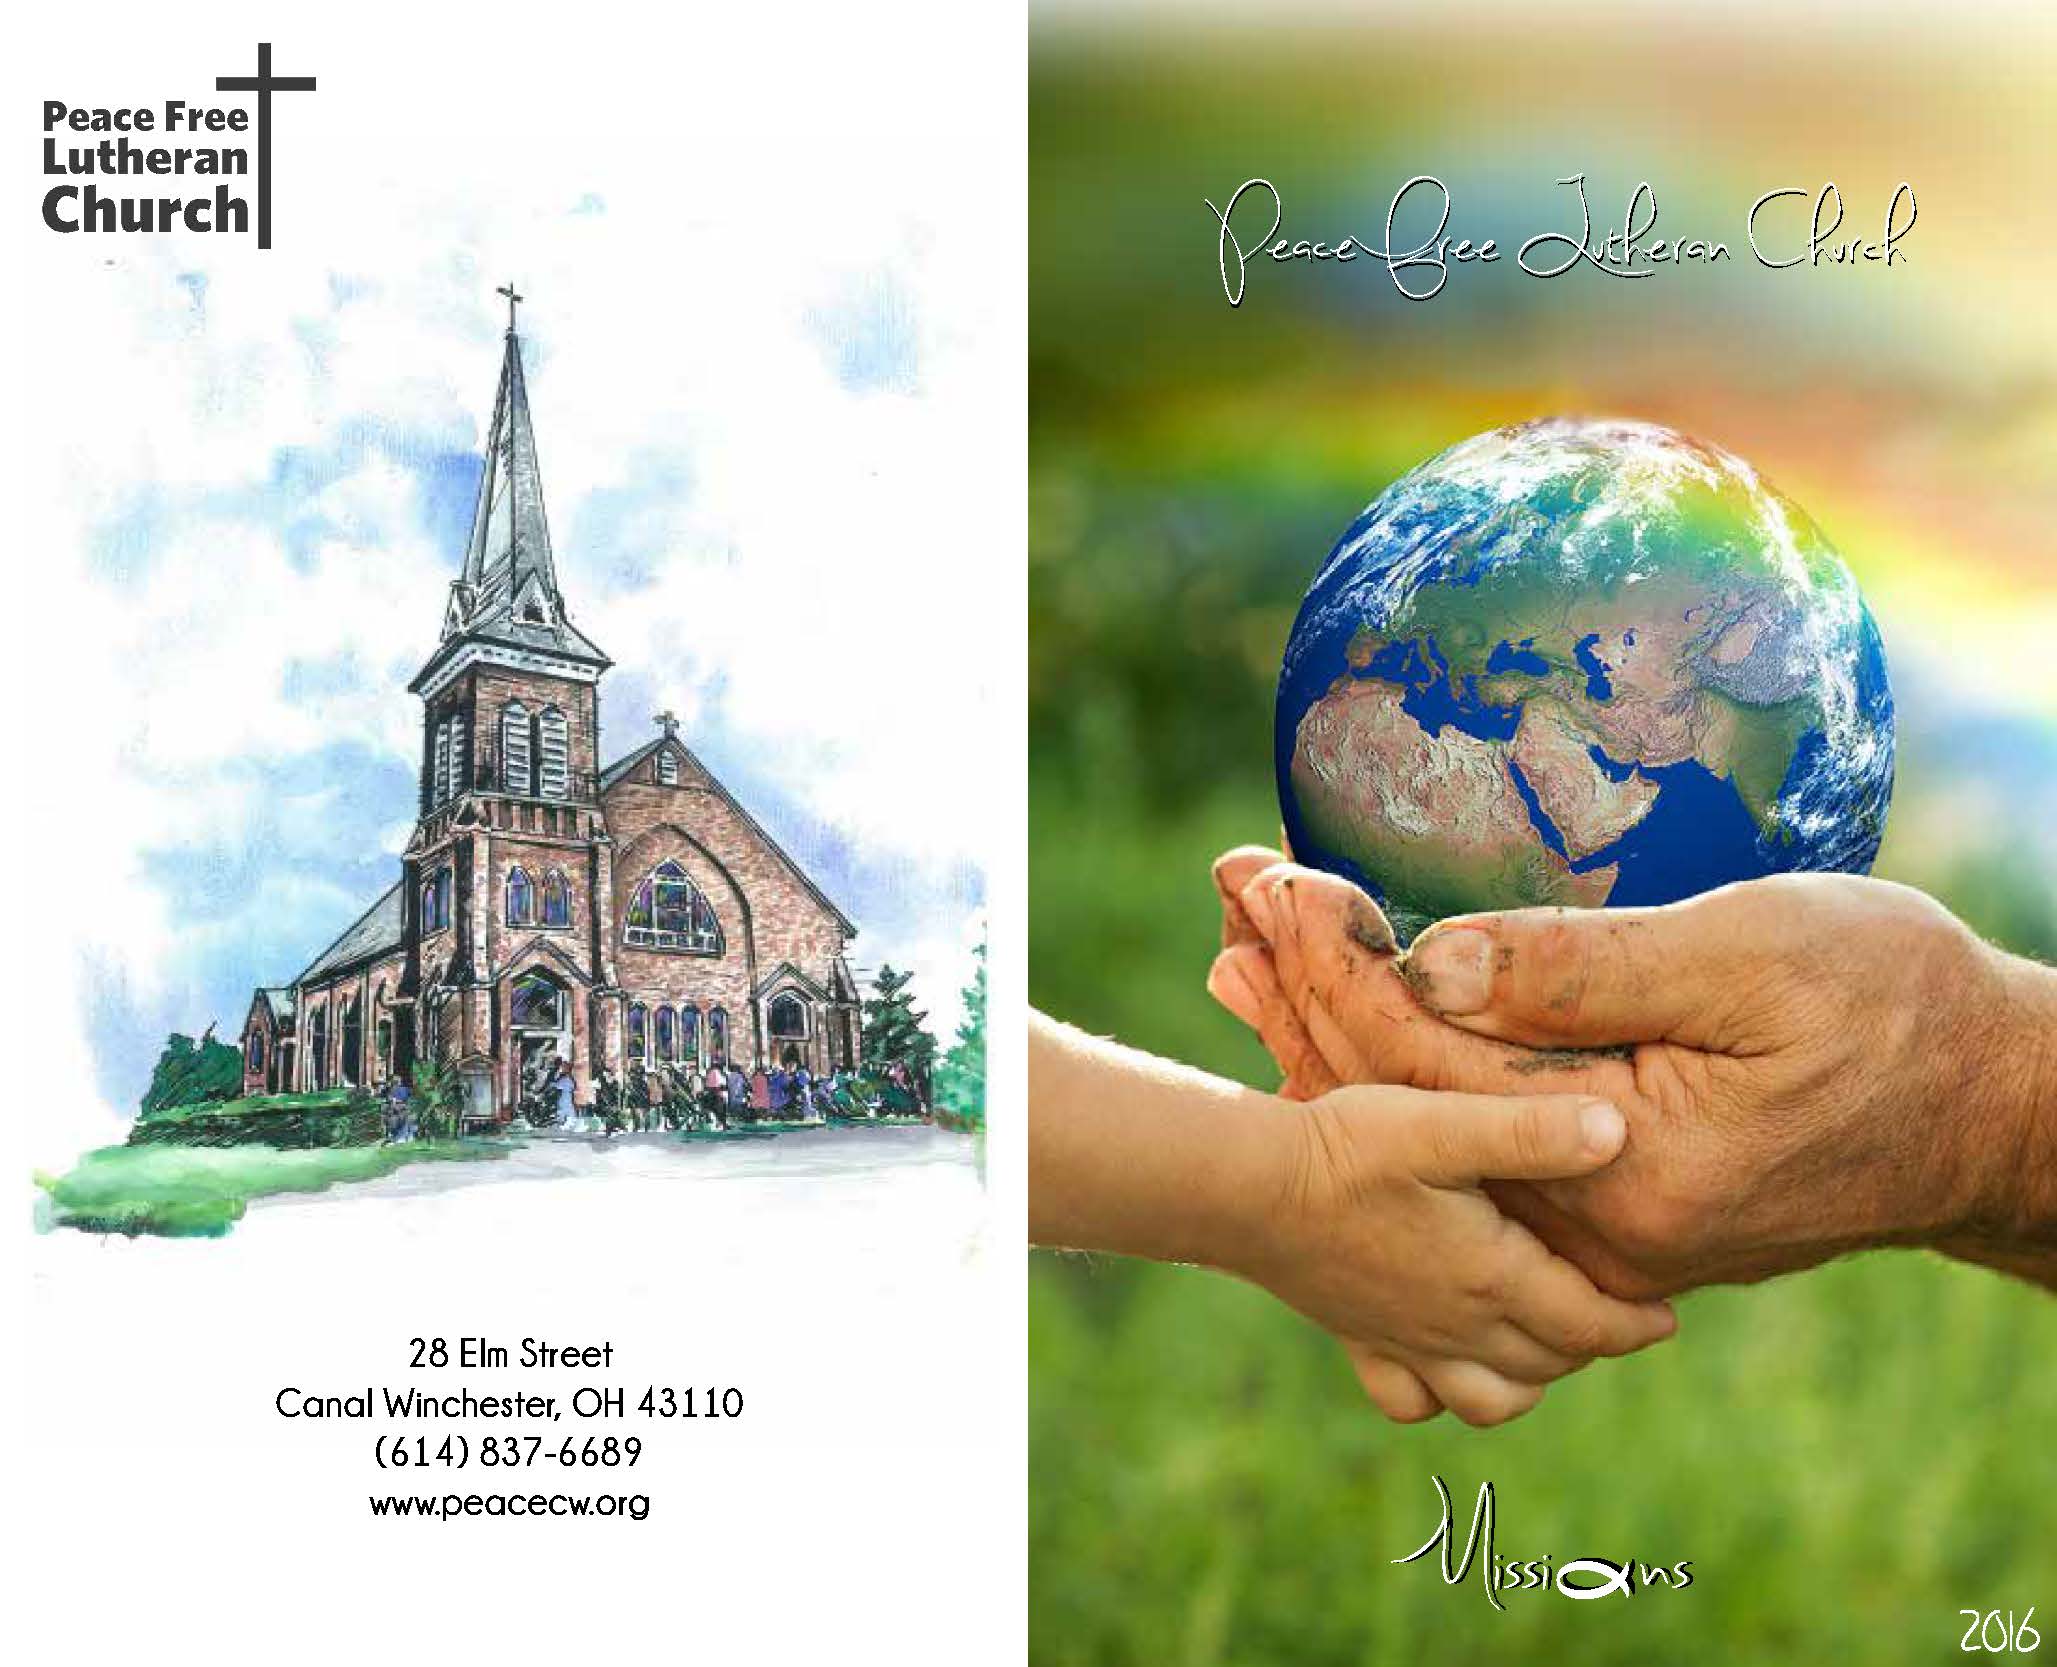 Peace Free
Lutheran
Church
28 Elm Street
Canal Winchester, OH 43110
(614) 837-6689
www.peacecw.org
Peace Free Lutheran Church
Missions
2016